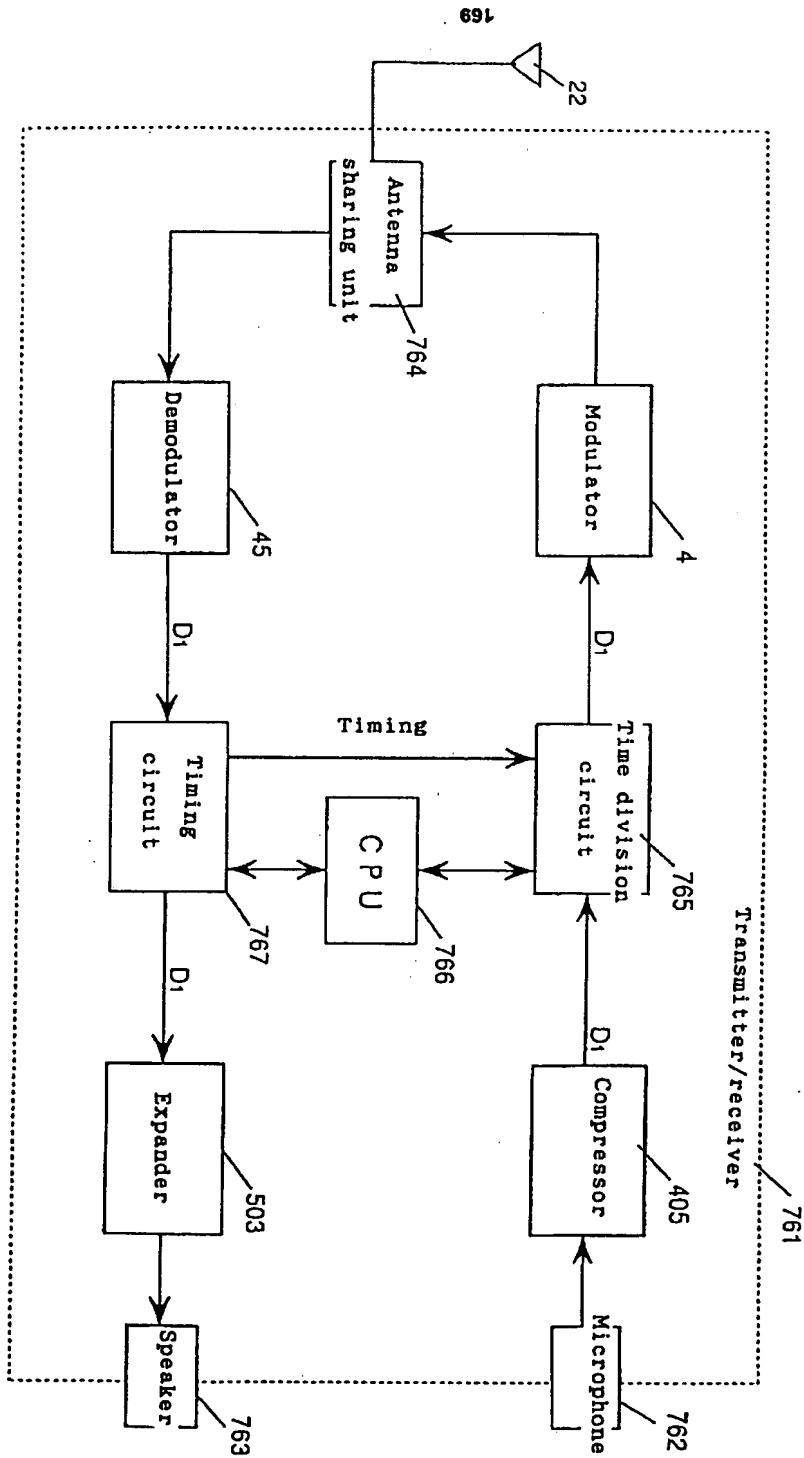 169
22
Transmitter/receiver
761
Antenna
sharing unit
764
Modulator
4
D1
Time division
circuit
765
D1
Compressor
405
Microphone
762
Timing
CPU
766
Demodulator
45
D1
Timing
circuit
767
D1
Expander
503
Speaker
763